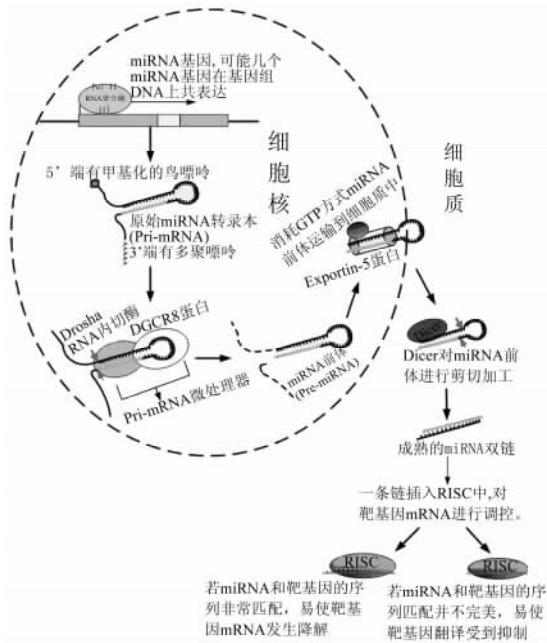 miRNA基因,可能几个
miRNA基因在基因组
DNA上共表达
Pol II
RNA聚合酶
细胞核
细胞质
5’端有甲基化的鸟嘌呤
原始miRNA转录本
(Pri-mRNA)
3’端有多聚嘌呤
消耗GTP方式miRNA
前体运输到细胞质中
Exportin-5蛋白
Drosha
RNA内切酶
DGCR8蛋白
Pri-mRNA微处理器
miRNA前体
(Pre-miRNA)
Dicer
Dicer对miRNA前
体进行剪切加工
成熟的miRNA双链
一条链插入RISC中,对
靶基因mRNA进行调控。
RISC
RISC
若miRNA和靶基因的序
列非常匹配，易使靶基
因mRNA发生降解
若miRNA和靶基因的序
列匹配并不完美，易使
靶基因翻译受到抑制